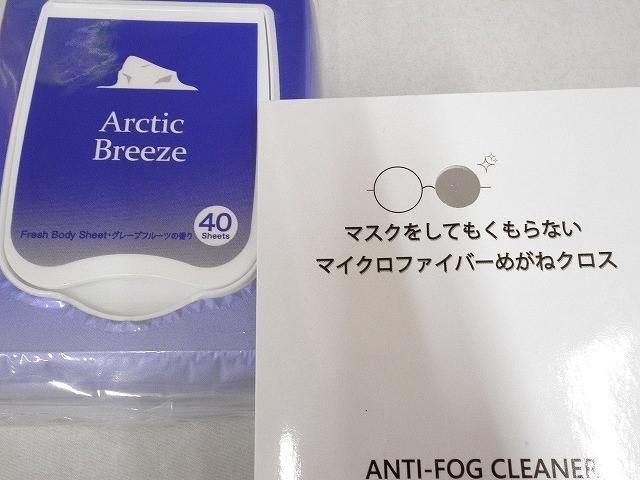 Arctic
Breeze
Fresh Body Sheet・グレープフルーツの香り
40
Sheets
マスクをしてもくもらない
マイクロファイバーめがねクロス
ANTI-FOG CLEANER